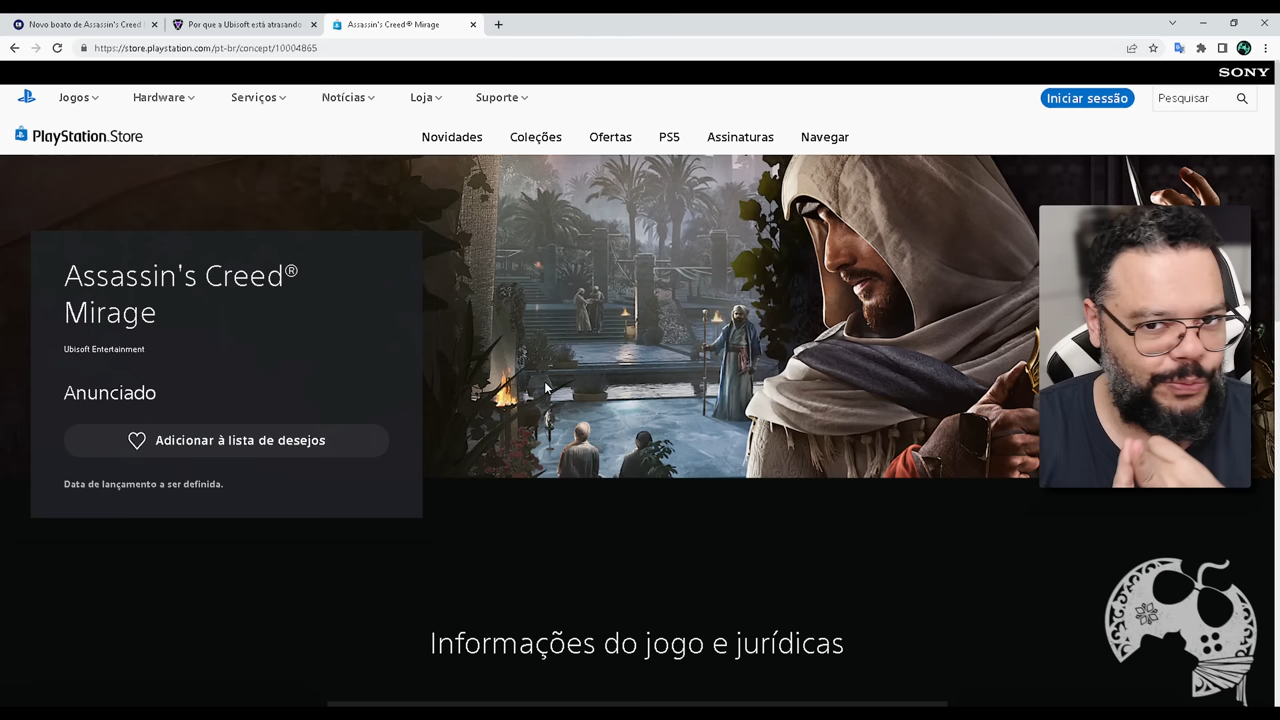 Novo boato de Assassin's Creed
Por que a Ubisoft está atrasando
Assassin's Creed® Mirage
https://store.playstation.com/pt-br/concept/10004865
SONY
Jogos
Hardware
Serviços
Notícias
Loja
Suporte
Iniciar sessão
Pesquisar
PlayStation.Store
Novidades
Coleções
Ofertas
PS5
Assinaturas
Navegar
Assassin's Creed®
Mirage
Ubisoft Entertainment
Anunciado
Adicionar à lista de desejos
Data de lançamento a ser definida.
Informações do jogo e jurídicas